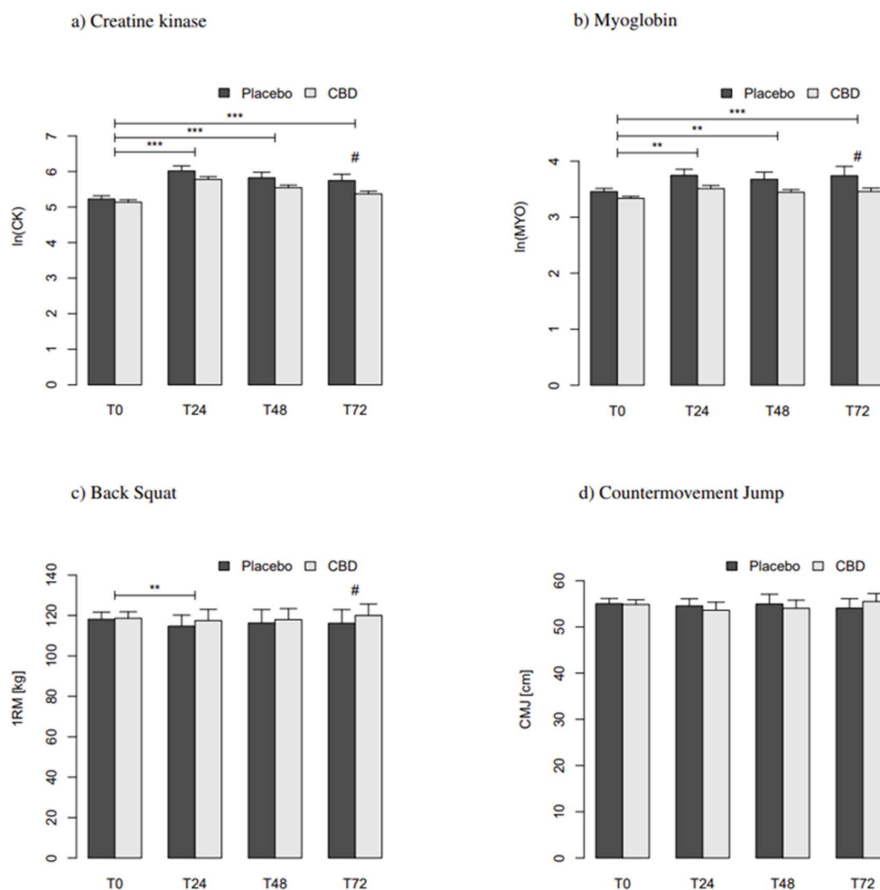 a) Creatine kinase
Placebo CBD
***
***
***
#
ln(CK)
7
6
5
4
3
2
1
0
T0 T24 T48 T72
b) Myoglobin
Placebo CBD
***
**
**
#
ln(MYO)
4
3
2
1
0
T0 T24 T48 T72
c) Back Squat
Placebo CBD
**
#
1RM [kg]
140
120
100
80
60
40
20
0
T0 T24 T48 T72
d) Countermovement Jump
Placebo CBD
CMJ [cm]
60
50
40
30
20
10
0
T0 T24 T48 T72